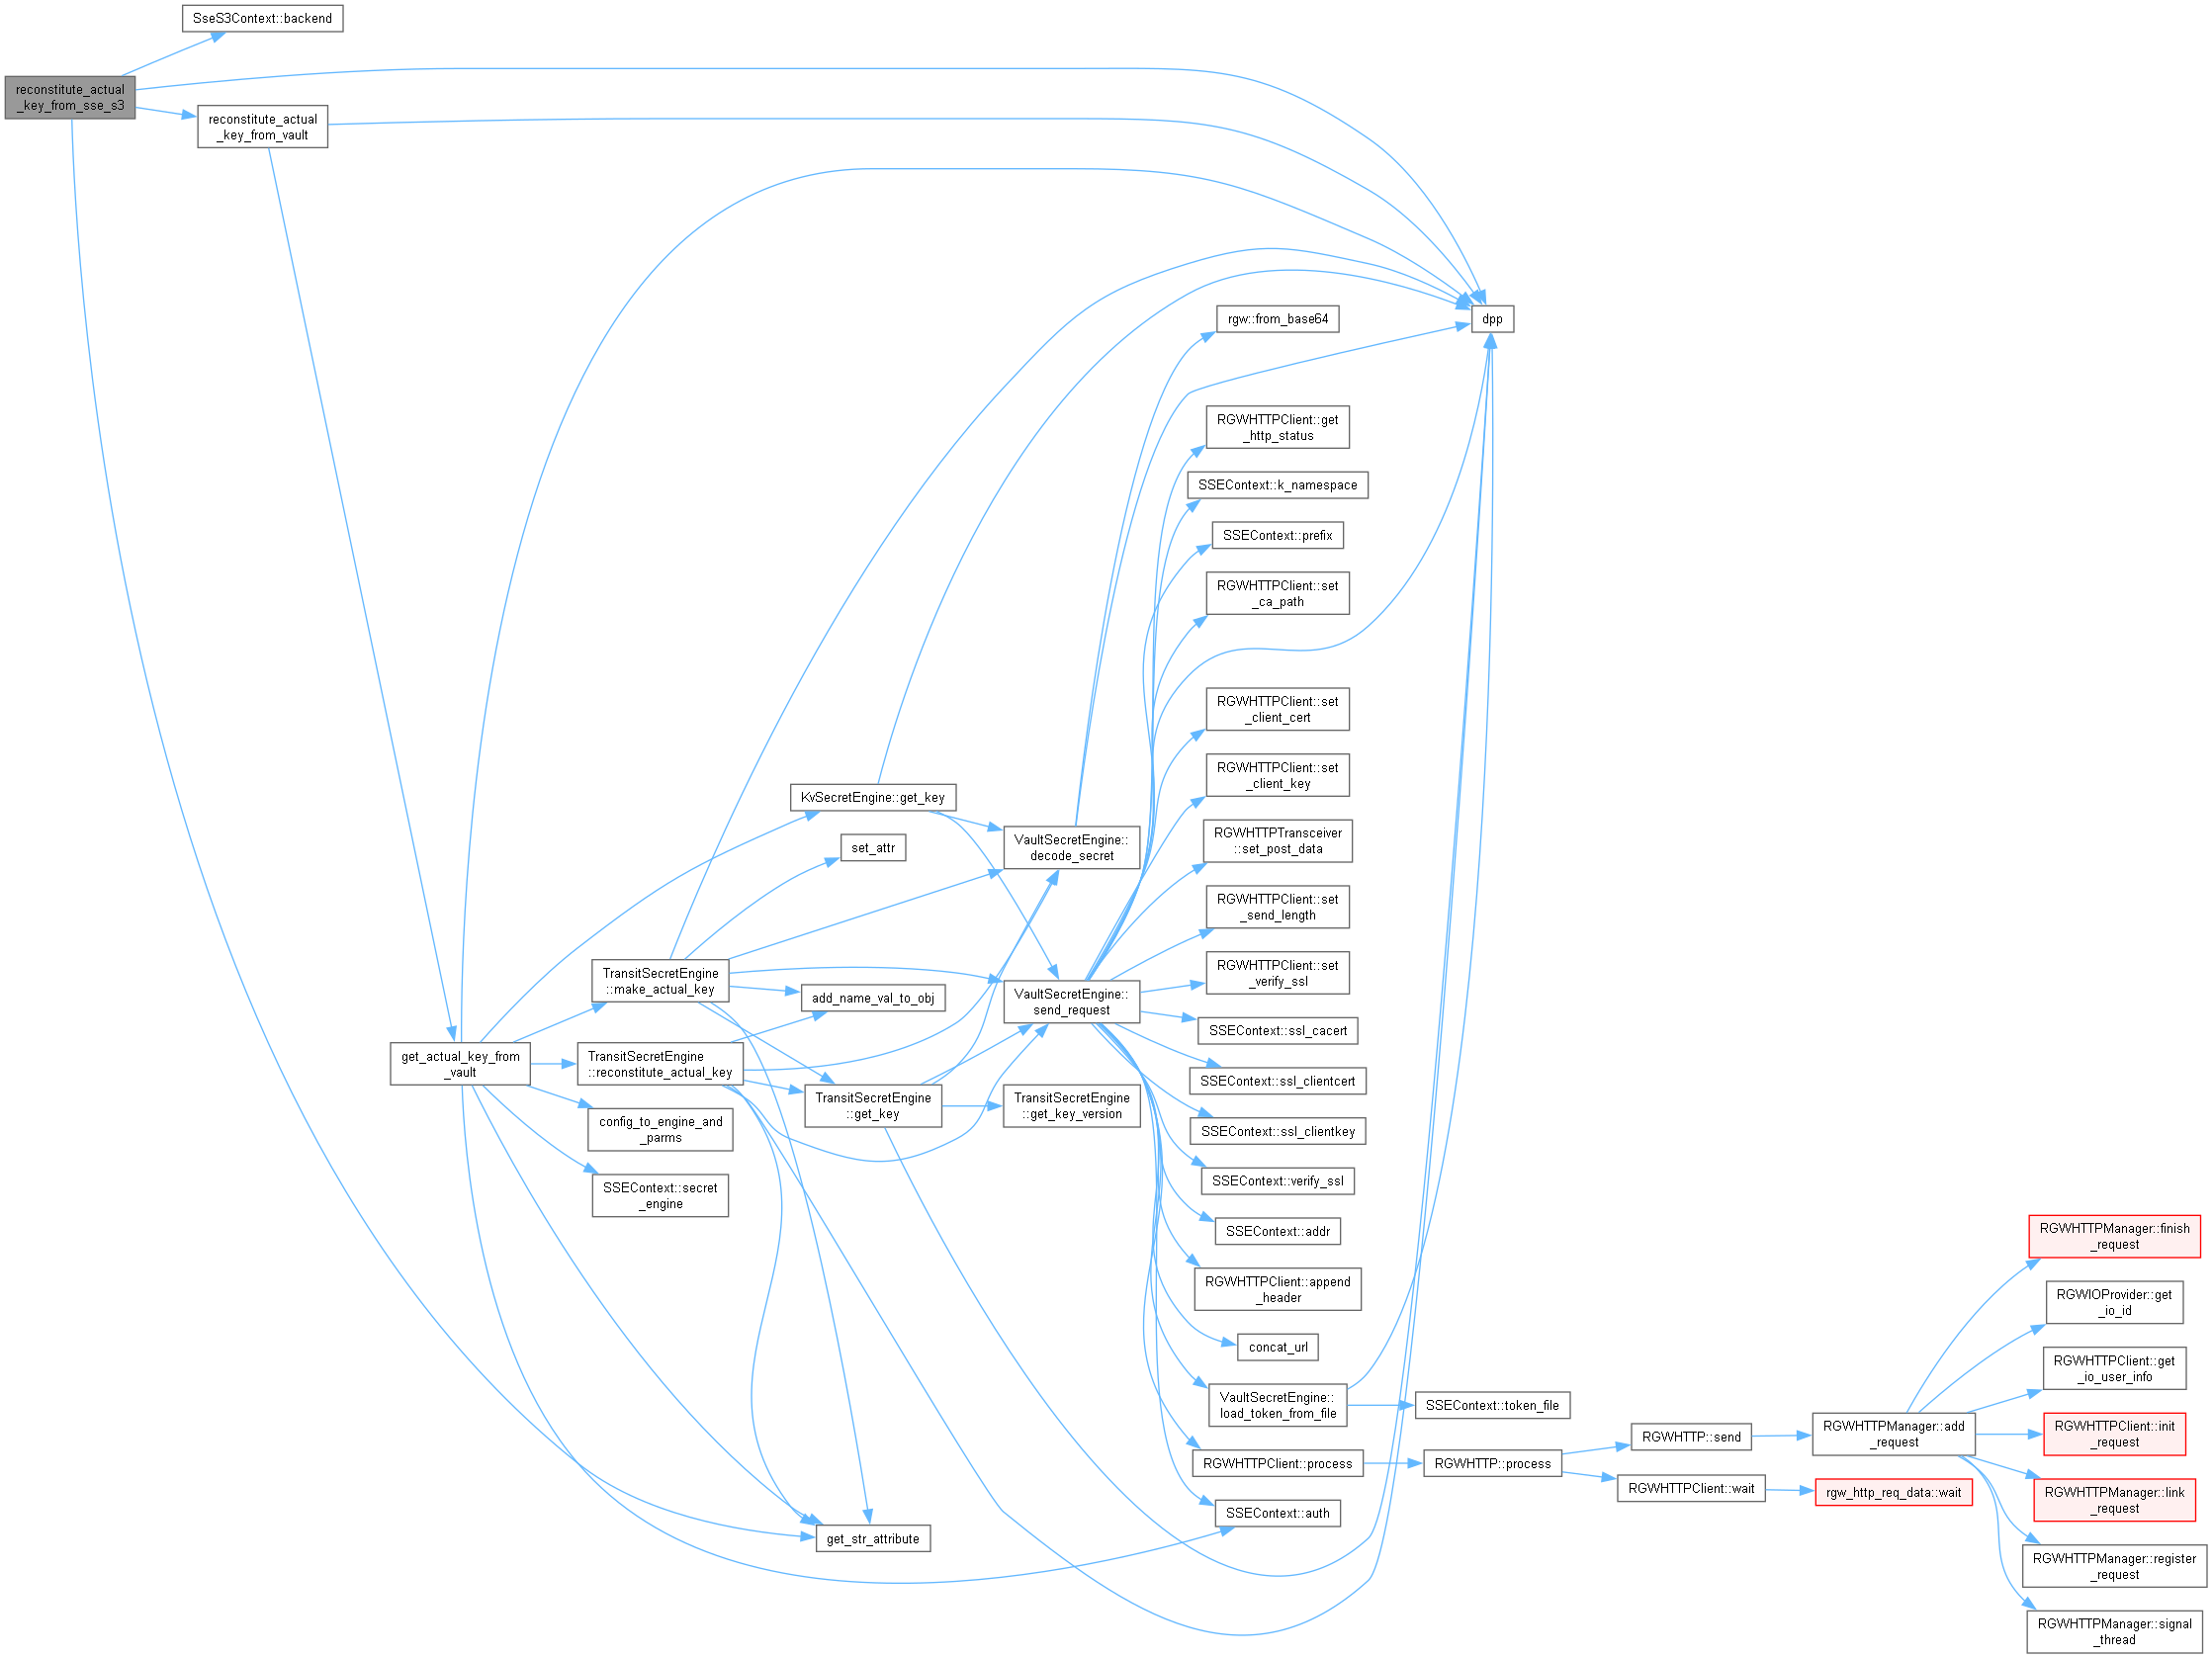 SseS3Context::backend
reconstitute_actual
_key_from_sse_s3
reconstitute_actual
_key_from_vault
rgw::from_base64
dpp
RGWHTTPClient::get
_http_status
SSEContext::k_namespace
SSEContext::prefix
RGWHTTPClient::set
_ca_path
RGWHTTPClient::set
_client_cert
RGWHTTPClient::set
_client_key
KvSecretEngine::get_key
RGWHTTPTransceiver
::set_post_data
set_attr
VaultSecretEngine::
decode_secret
RGWHTTPClient::set
_send_length
RGWHTTPClient::set
_verify_ssl
TransitSecretEngine
::make_actual_key
add_name_val_to_obj
VaultSecretEngine::
send_request
SSEContext::ssl_cacert
get_actual_key_from
_vault
TransitSecretEngine
::reconstitute_actual_key
SSEContext::ssl_clientcert
TransitSecretEngine
::get_key
TransitSecretEngine
::get_key_version
config_to_engine_and
_parms
SSEContext::ssl_clientkey
SSEContext::secret
_engine
SSEContext::verify_ssl
SSEContext::addr
RGWHTTPManager::finish
_request
RGWHTTPClient::append
_header
RGWIOProvider::get
_io_id
concat_url
RGWHTTPClient::get
_io_user_info
VaultSecretEngine::
load_token_from_file
SSEContext::token_file
RGWHTTP::send
RGWHTTPManager::add
_request
RGWHTTPClient::init
_request
RGWHTTPClient::process
RGWHTTP::process
RGWHTTPClient::wait
rgw_http_req_data::wait
RGWHTTPManager::link
_request
SSEContext::auth
get_str_attribute
RGWHTTPManager::register
_request
RGWHTTPManager::signal
_thread